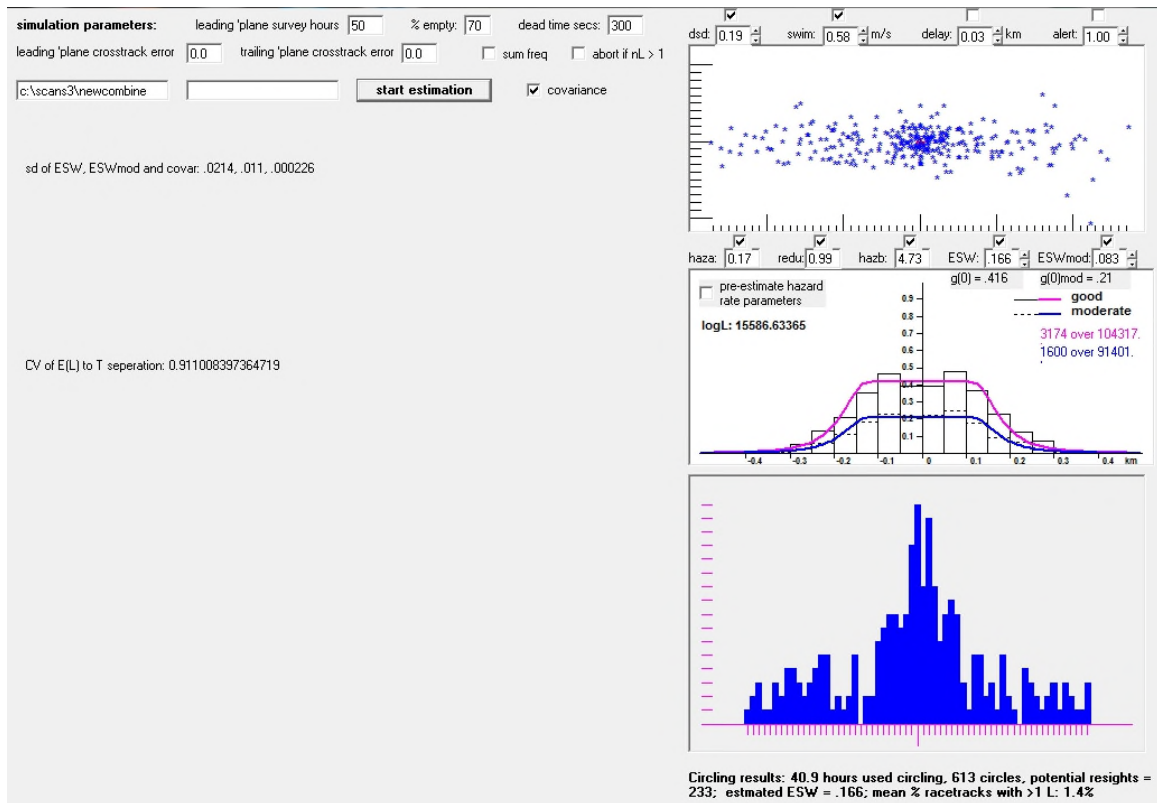 simulation parameters: leading 'plane survey hours 50 % empty: 70 dead time secs: 300
leading 'plane crosstrack error 0.0 trailing 'plane crosstrack error 0.0 sum freq abort if nL > 1
c:\scans3\newcombine start estimation covariance
sd of ESW, ESWmod and covar: .0214, .011, .000226
CV of E(L) to T seperation: 0.911008397364719
dsd: 0.19 swim: 0.58 m/s delay: 0.03 km alert: 1.00
haza: 0.17 redu: 0.99 hazb: 4.73 ESW: .166 ESWmod: .083
g(0) = .416 g(0)mod = .21
pre-estimate hazard
rate parameters
logL: 15586.63365
good
moderate
3174 over 104317.
1600 over 91401.
0.9
0.8
0.7
0.6
0.5
0.4
0.3
0.2
0.1
-0.4 -0.3 -0.2 -0.1 0 0.1 0.2 0.3 0.4 km
Circling results: 40.9 hours used circling, 613 circles, potential resights =
233; estmated ESW = .166; mean % racetracks with >1 L: 1.4%